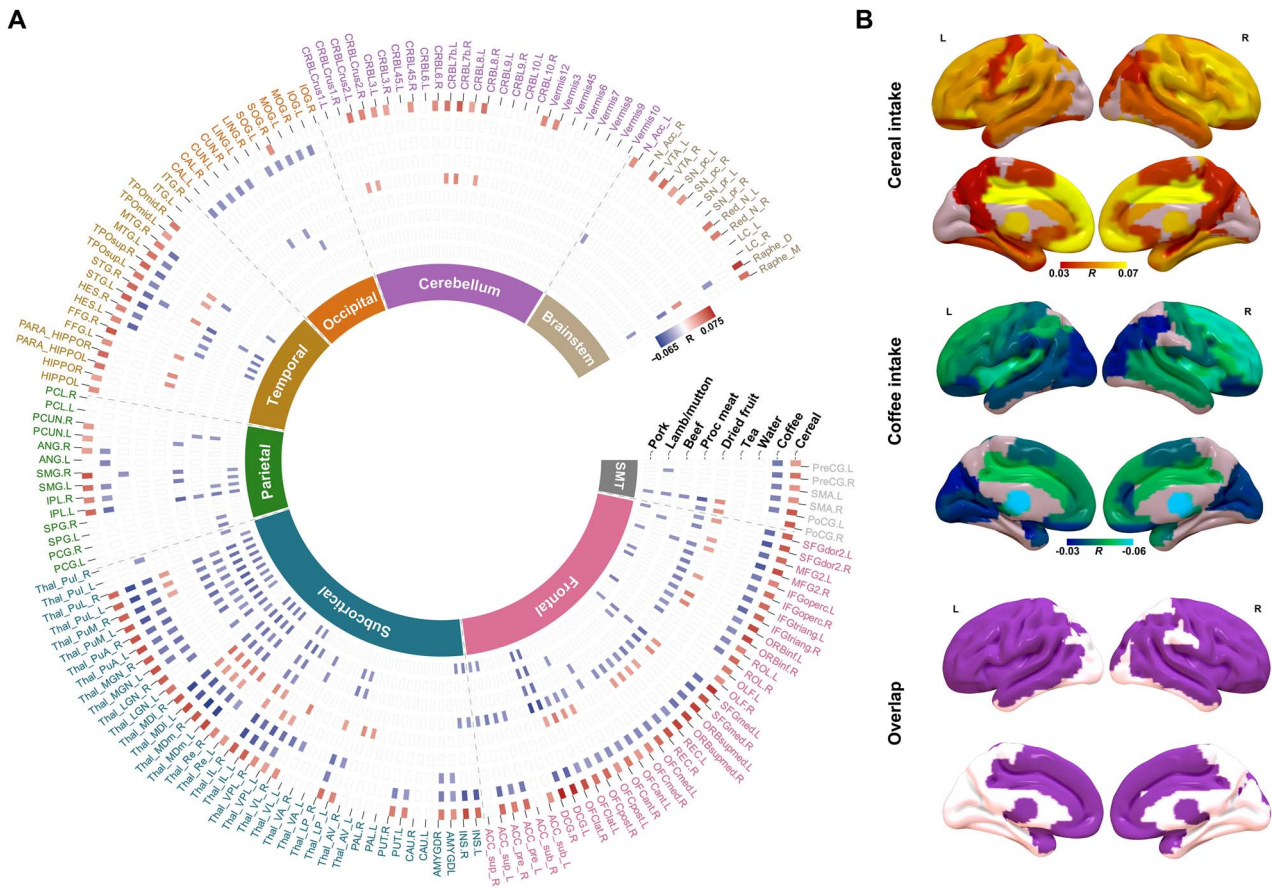 A
B
CRBLCrus1.L
CRBLCrus1.R
CRBLCrus2.L
CRBLCrus2.R
CRBL3.L
CRBL3.R
CRBL45.L
CRBL45.R
CRBL6.L
CRBL6.R
CRBL7b.L
CRBL7b.R
CRBL8.L
CRBL8.R
CRBL9.L
CRBL9.R
CRBL10.L
CRBL10.R
Vermis12
Vermis3
Vermis45
Vermis6
Vermis7
Vermis8
Vermis9
Vermis10
N_Acc_L
N_Acc_R
VTA_L
VTA_R
SN_pc_L
SN_pc_R
SN_pr_L
SN_pr_R
Red_N_L
Red_N_R
LC_L
LC_R
Raphe_D
Raphe_M
IOG.R
IOG.L
MOG.R
MOG.L
SOG.R
SOG.L
LING.R
LING.L
CUN.R
CUN.L
CAL.R
CAL.L
ITG.R
ITG.L
TPOmid.R
TPOmid.L
MTG.R
MTG.L
TPOsup.R
TPOsup.L
STG.R
STG.L
HES.R
HES.L
FFG.R
FFG.L
PARA_HIPPOR
PARA_HIPPOL
HIPPOR
HIPPOL
PCL.R
PCL.L
PCUN.R
PCUN.L
ANG.R
ANG.L
SMG.R
SMG.L
IPL.R
IPL.L
SPG.R
SPG.L
PCG.R
PCG.L
Thal_Pul_R
Thal_Pul_L
Thal_PuL_R
Thal_PuL_L
Thal_PuM_R
Thal_PuM_L
Thal_PuA_R
Thal_PuA_L
Thal_MGN_R
Thal_MGN_L
Thal_LGN_R
Thal_LGN_L
Thal_MDl_R
Thal_MDl_L
Thal_MDm_R
Thal_MDm_L
Thal_Re_R
Thal_Re_L
Thal_IL_R
Thal_IL_L
Thal_VPL_R
Thal_VPL_L
Thal_VL_R
Thal_VL_L
Thal_VA_R
Thal_VA_L
Thal_LP_R
Thal_LP_L
Thal_AV_R
Thal_AV_L
PAL.R
PAL.L
PUT.R
PUT.L
CAU.R
CAU.L
AMYGDR
AMYGDL
INS.R
INS.L
ACC_sup_R
ACC_sup_L
ACC_pre_R
ACC_pre_L
ACC_sub_R
ACC_sub_L
DCG.R
DCG.L
OFClat.R
OFClat.L
OFCpost.R
OFCpost.L
OFCant.R
OFCant.L
OFCmed.R
OFCmed.L
REC.R
REC.L
ORBsupmed.R
ORBsupmed.L
SFGmed.R
SFGmed.L
OLF.R
OLF.L
ROL.R
ROL.L
ORBinf.R
ORBinf.L
IFGtriang.R
IFGtriang.L
IFGoperc.R
IFGoperc.L
MFG2.R
MFG2.L
SFGdor2.R
SFGdor2.L
PoCG.R
PoCG.L
SMA.R
SMA.L
PreCG.R
PreCG.L
Cerebellum
Brainstem
Occipital
Temporal
Parietal
Subcortical
Frontal
SMT
-0.065 R 0.075
Pork
Lamb/mutton
Beef
Proc meat
Dried fruit
Tea
Water
Coffee
Cereal
Cereal intake
L
R
0.03 R 0.07
Coffee intake
L
R
-0.03 R -0.06
Overlap
L
R